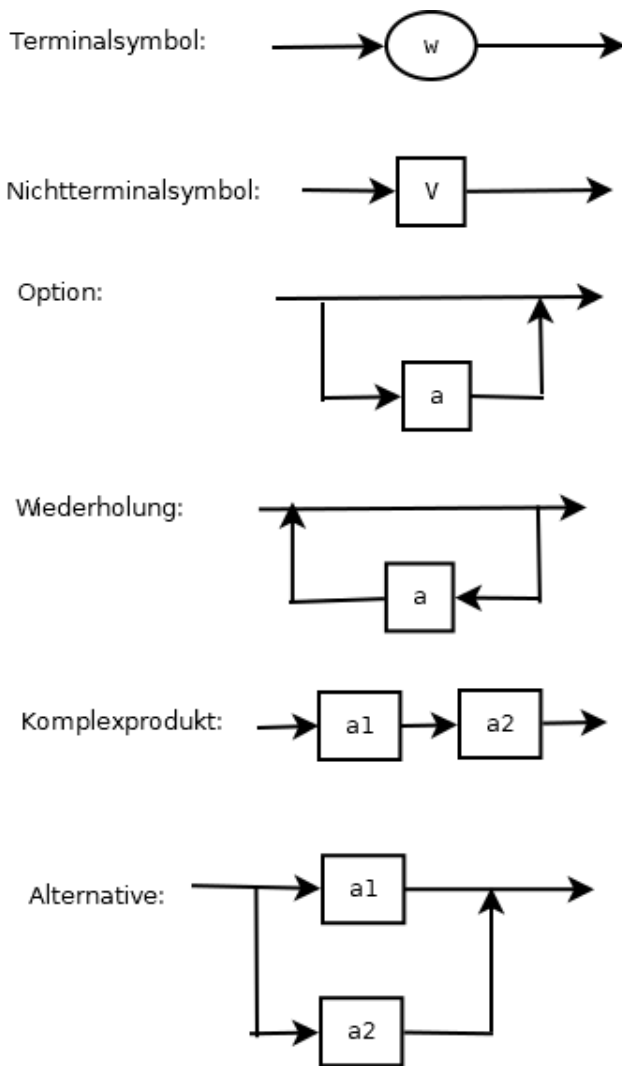 Terminalsymbol:
w
Nichtterminalsymbol:
V
Option:
a
Wiederholung:
a
Komplexprodukt:
a1
a2
Alternative:
a1
a2